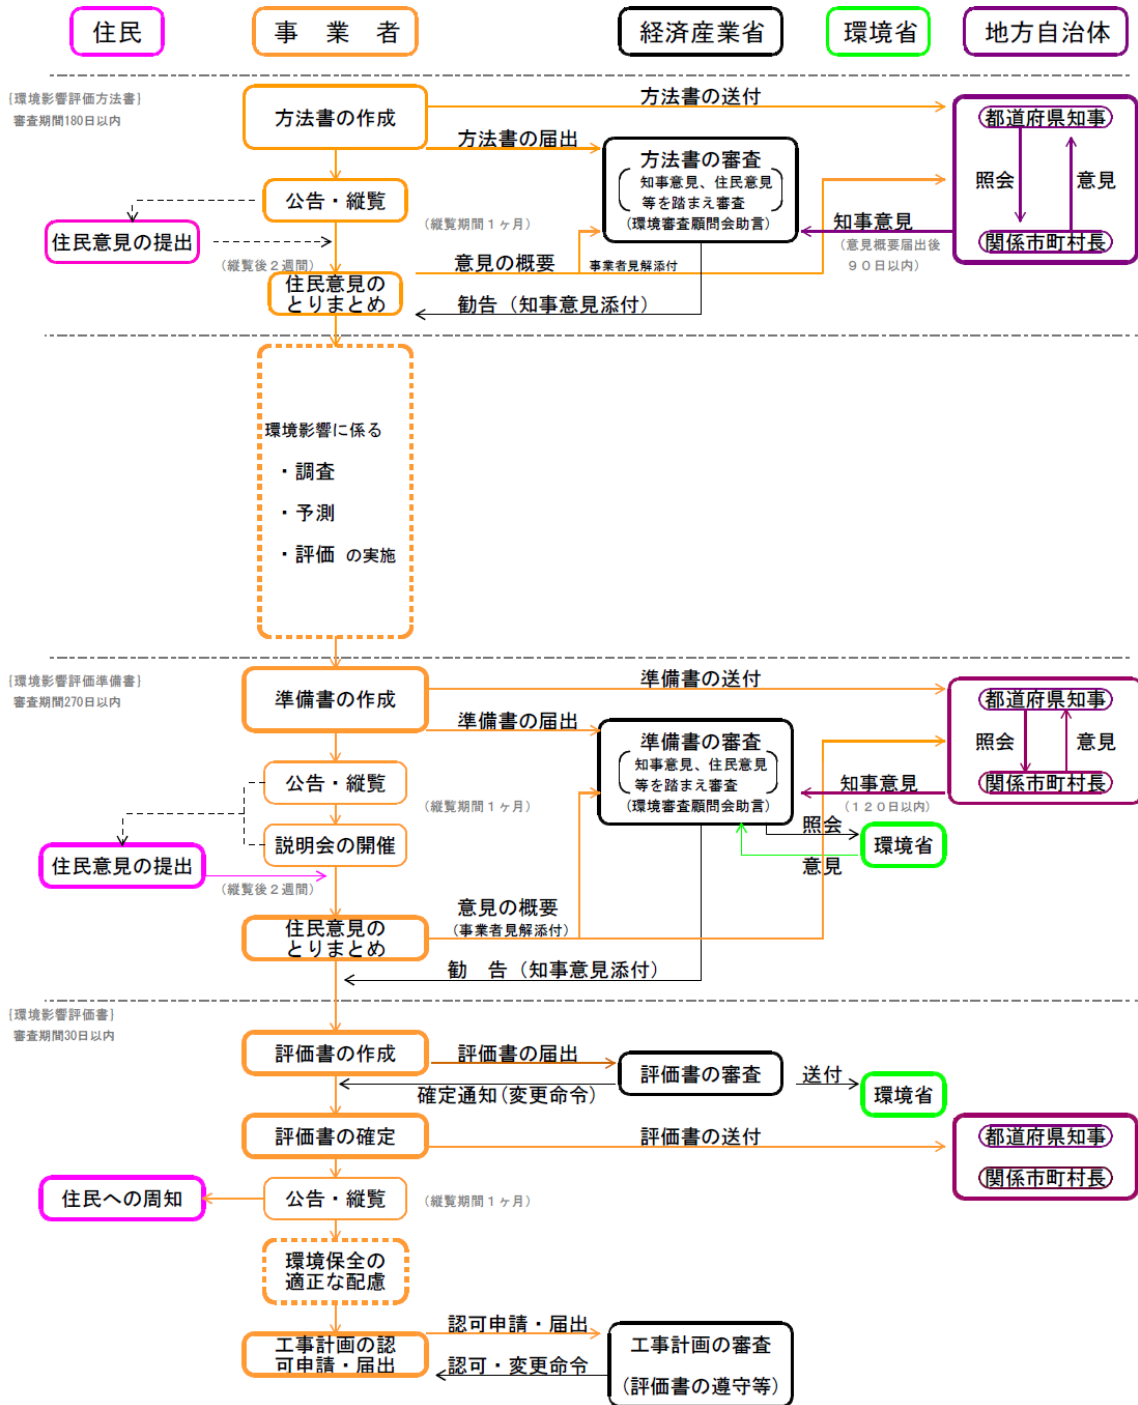 住民
事　業　者
経済産業省
環境省
地方自治体
[環境影響評価方法書]
審査期間180日以内
方法書の作成
方法書の送付
方法書の届出
都道府県知事
照会
意見
関係市町村長
方法書の審査
知事意見、住民意見
等を踏まえ審査
(環境審査顧問会助言)
公告・縦覧
(縦覧期間１ヶ月)
知事意見
(意見概要届出後
９０日以内)
住民意見の提出
(縦覧後２週間)
意見の概要
事業者見解添付
住民意見の
とりまとめ
勧告（知事意見添付）
環境影響に係る
・調査
・予測
・評価 の実施
[環境影響評価準備書]
審査期間270日以内
準備書の作成
準備書の送付
準備書の届出
都道府県知事
照会
意見
関係市町村長
準備書の審査
知事意見、住民意見
等を踏まえ審査
(環境審査顧問会助言)
公告・縦覧
(縦覧期間１ヶ月)
知事意見
(１２０日以内)
照会
環境省
意見
説明会の開催
住民意見の提出
(縦覧後２週間)
意見の概要
(事業者見解添付)
住民意見の
とりまとめ
勧　告（知事意見添付）
[環境影響評価書]
審査期間30日以内
評価書の作成
評価書の届出
評価書の審査
送付
環境省
確定通知(変更命令)
評価書の確定
評価書の送付
都道府県知事
関係市町村長
住民への周知
公告・縦覧
(縦覧期間１ヶ月)
環境保全の
適正な配慮
工事計画の認
可申請・届出
認可申請・届出
認可・変更命令
工事計画の審査
(評価書の遵守等)